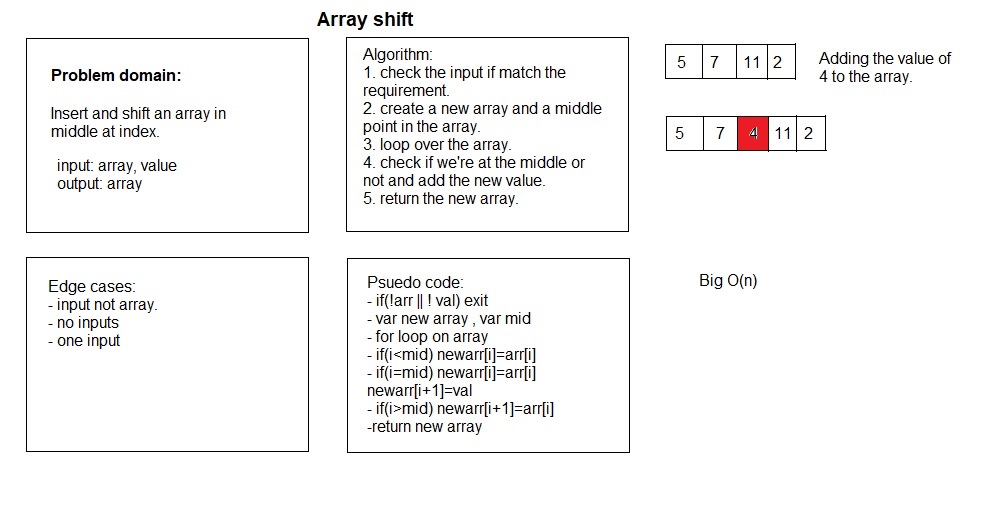 Array shift
Problem domain:
Insert and shift an array in
middle at index.
input: array, value
output: array
Algorithm:
1. check the input if match the
requirement.
2. create a new array and a middle
point in the array.
3. loop over the array.
4. check if we're at the middle or
not and add the new value.
5. return the new array.
5 7 11 2
Adding the value of
4 to the array.
5 7 4 11 2
Edge cases:
- input not array.
- no inputs
- one input
Psuedo code:
- if(!arr || ! val) exit
- var new array , var mid
- for loop on array
- if(i<mid) newarr[i]=arr[i]
- if(i=mid) newarr[i]=arr[i]
newarr[i+1]=val
- if(i>mid) newarr[i+1]=arr[i]
-return new array
Big O(n)